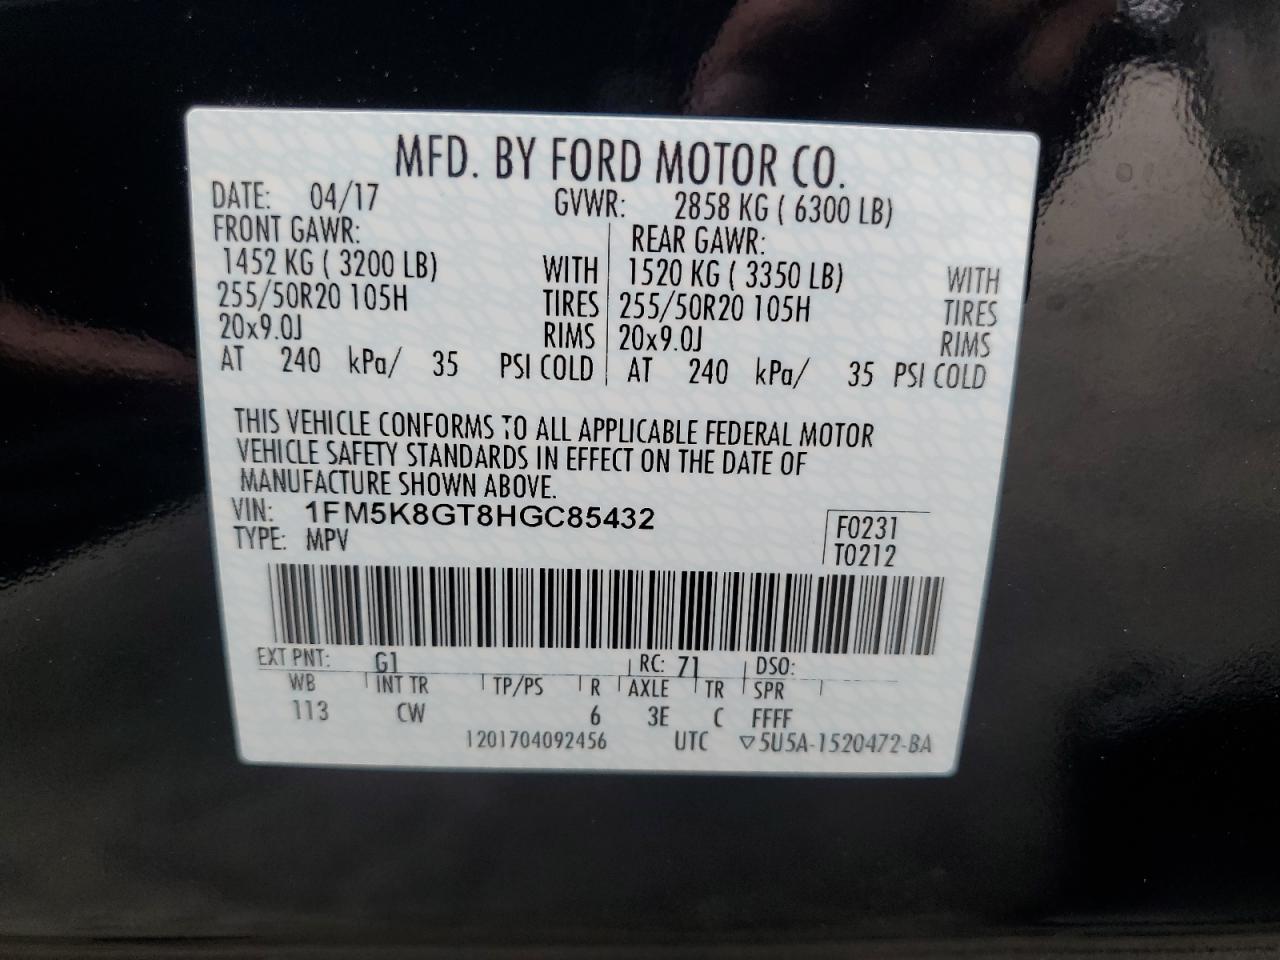 MFD. BY FORD MOTOR CO.
DATE: 04/17 GVWR: 2858 KG ( 6300 LB)
FRONT GAWR: REAR GAWR:
1452 KG ( 3200 LB) WITH 1520 KG ( 3350 LB) WITH
255/50R20 105H TIRES 255/50R20 105H TIRES
20x9.0J RIMS 20x9.0J RIMS
AT 240 kPa/ 35 PSI COLD AT 240 kPa/ 35 PSI COLD
THIS VEHICLE CONFORMS TO ALL APPLICABLE FEDERAL MOTOR
VEHICLE SAFETY STANDARDS IN EFFECT ON THE DATE OF
MANUFACTURE SHOWN ABOVE.
VIN: 1FM5K8GT8HGC85432
TYPE: MPV
F0231
T0212
EXT PNT: G1 RC: 71 DSO:
WB INT TR TP/PS R AXLE TR SPR
113 CW 6 3E C FFFF
1201704092456 UTC ▽5U5A-1520472-BA